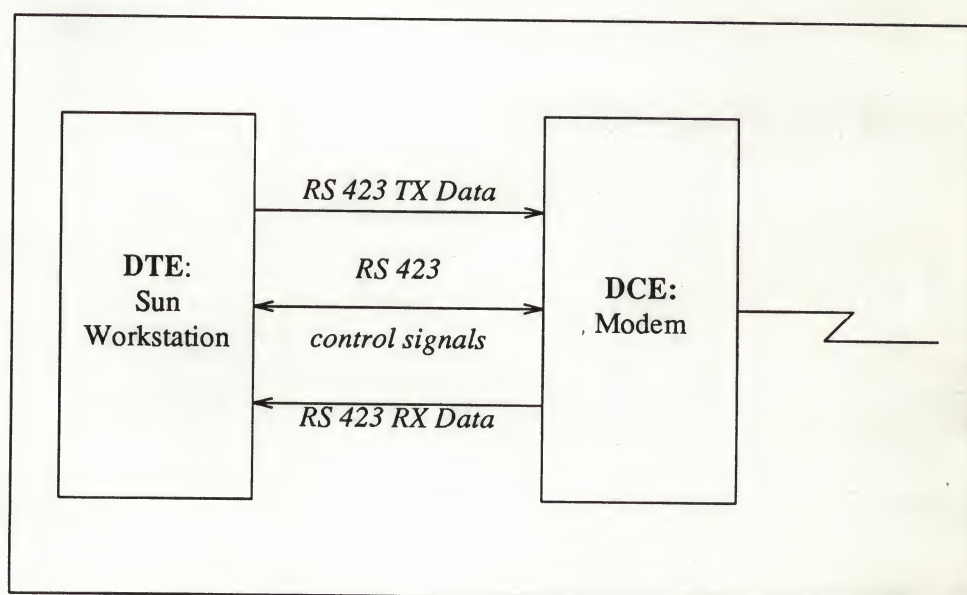 RS 423 TX Data
DTE:
Sun
Workstation
RS 423
control signals
RS 423 RX Data
DCE:
Modem